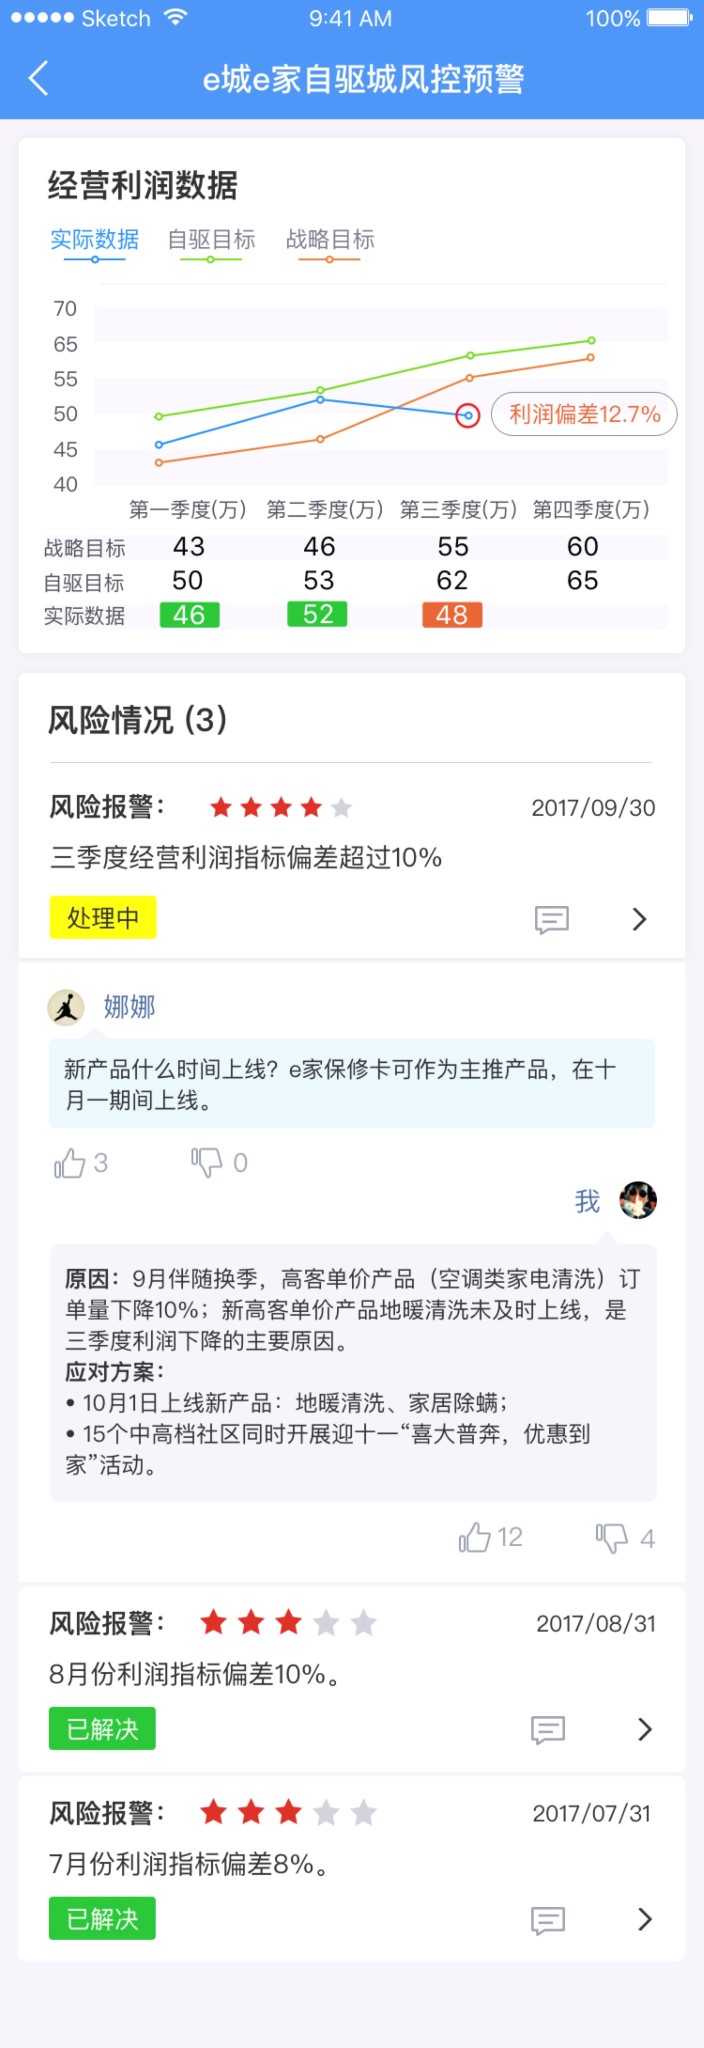 Sketch 9:41 AM 100%
e城e家自驱城风控预警
经营利润数据
实际数据 自驱目标 战略目标
70
65
55
50
利润偏差12.7%
45
40
第一季度(万) 第二季度(万) 第三季度(万) 第四季度(万)
战略目标 43 46 55 60
自驱目标 50 53 62 65
实际数据 46 52 48
风险情况 (3)
风险报警： 2017/09/30
三季度经营利润指标偏差超过10%
处理中
娜娜
新产品什么时间上线？e家保修卡可作为主推产品，在十
月一期间上线。
3 0
我
原因：9月伴随换季，高客单价产品（空调类家电清洗）订
单量下降10%；新高客单价产品地暖清洗未及时上线，是
三季度利润下降的主要原因。
应对方案：
• 10月1日上线新产品：地暖清洗、家居除螨；
• 15个中高档社区同时开展迎十一“喜大普奔，优惠到
家”活动。
12 4
风险报警： 2017/08/31
8月份利润指标偏差10%。
已解决
风险报警： 2017/07/31
7月份利润指标偏差8%。
已解决